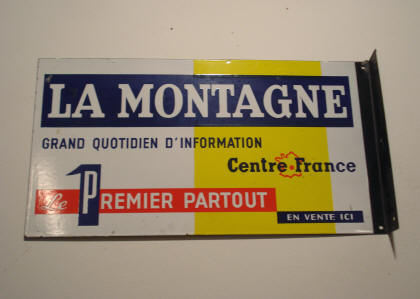 LA MONTAGNE
GRAND QUOTIDIEN D'INFORMATION
Centre France
Le 1 PREMIER PARTOUT
EN VENTE ICI